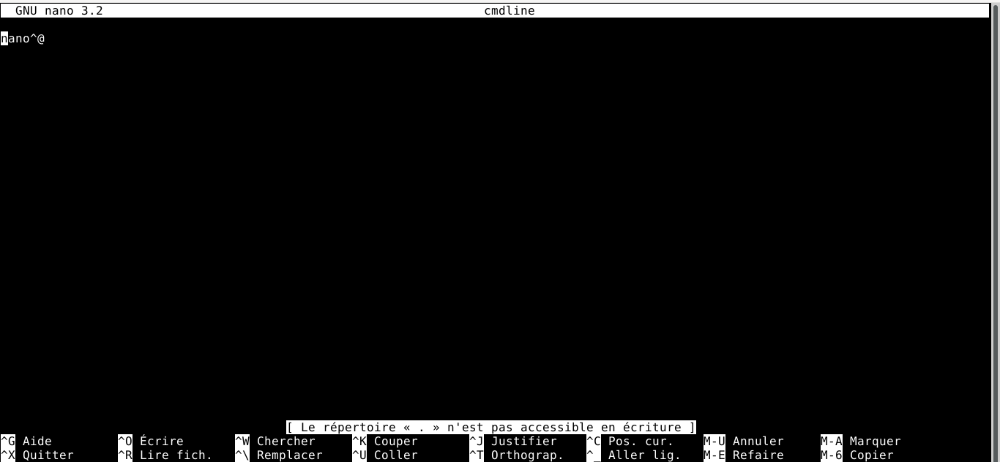 GNU nano 3.2 cmdline
nano^@
[ Le répertoire « . » n'est pas accessible en écriture ]
^G Aide ^O Écrire ^W Chercher ^K Couper ^J Justifier ^C Pos. cur. M-U Annuler M-A Marquer
^X Quitter ^R Lire fich. ^\ Remplacer ^U Coller ^T Orthograp. ^_ Aller lig. M-E Refaire M-6 Copier